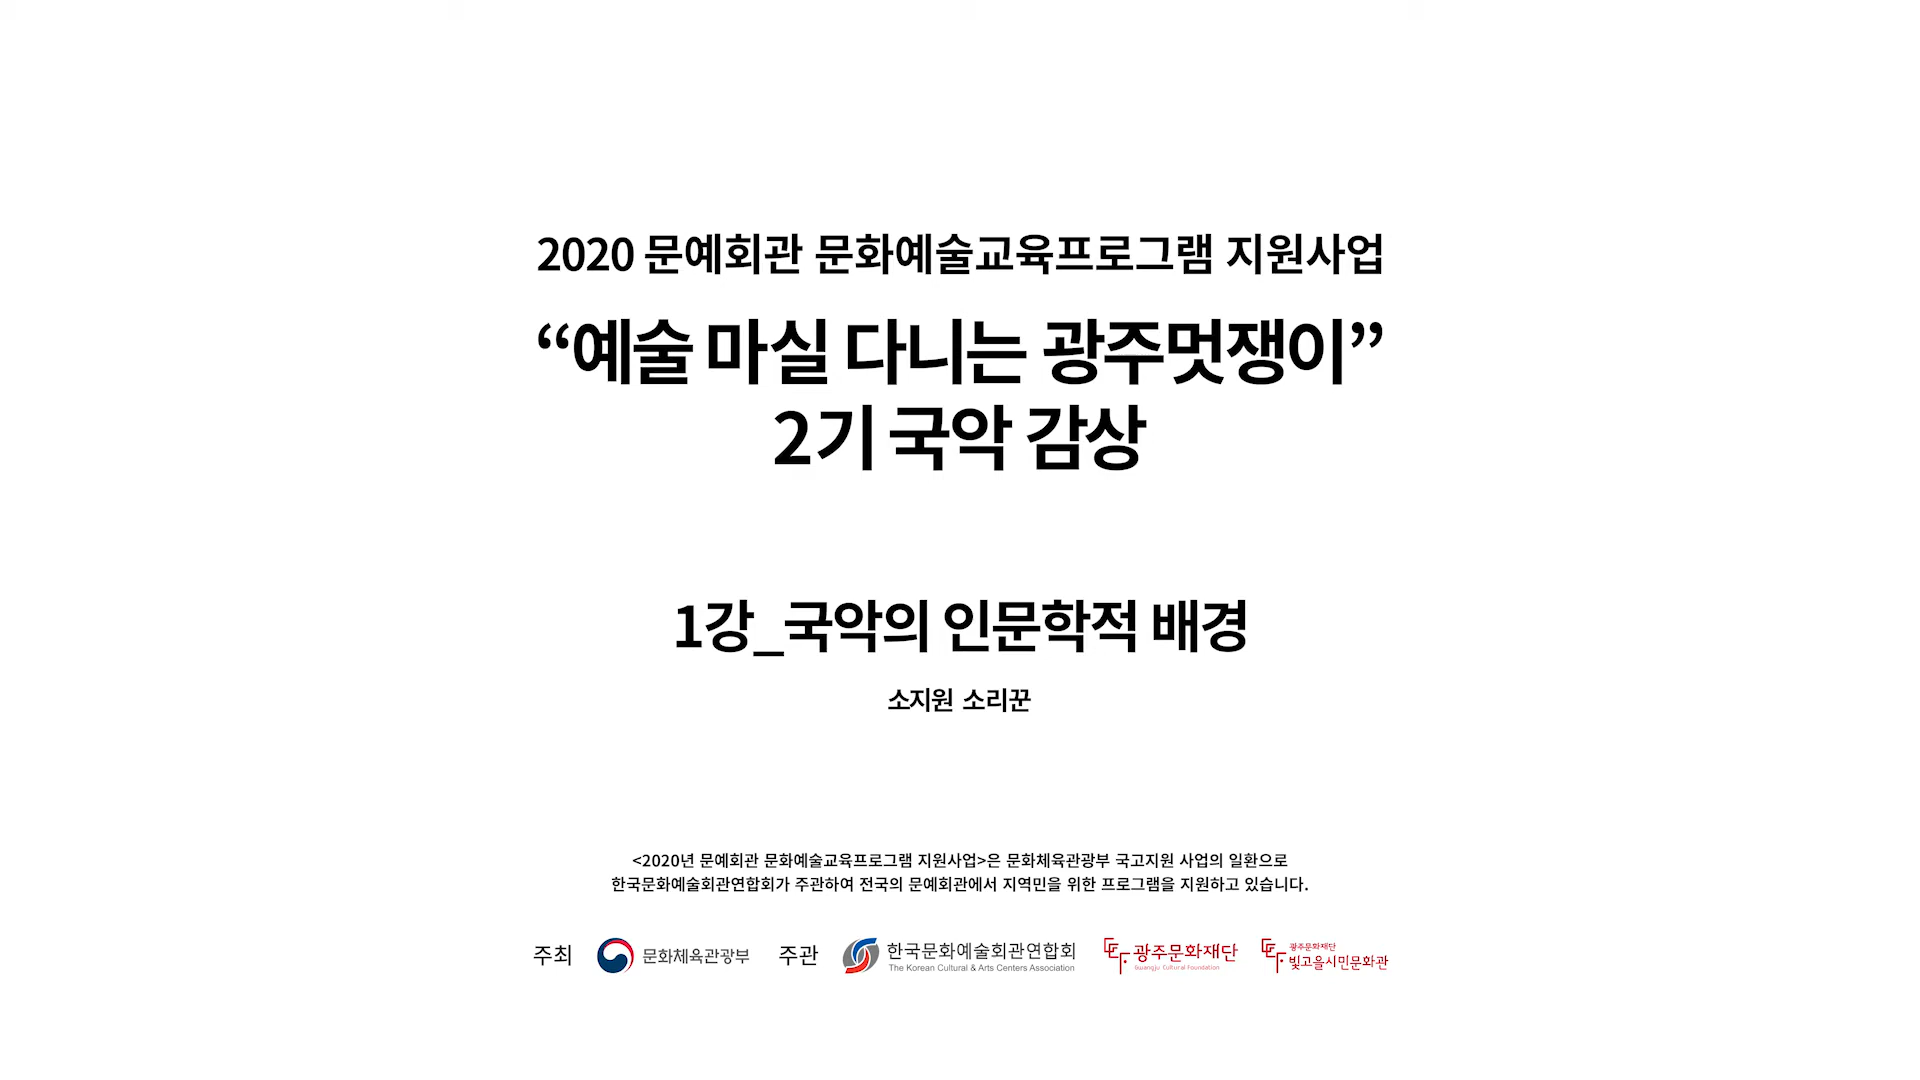 2020 문예회관 문화예술교육프로그램 지원사업
“예술 마실 다니는 광주멋쟁이”
2기 국악 감상
1강_국악의 인문학적 배경
소지원 소리꾼
<2020년 문예회관 문화예술교육프로그램 지원사업>은 문화체육관광부 국고지원 사업의 일환으로
한국문화예술회관연합회가 주관하여 전국의 문예회관에서 지역민을 위한 프로그램을 지원하고 있습니다.
주최 문화체육관광부 주관 한국문화예술회관연합회 광주문화재단 광주문화재단
The Korean Cultural & Arts Centers Association Gwangju Cultural Foundation 빛고을시민문화관